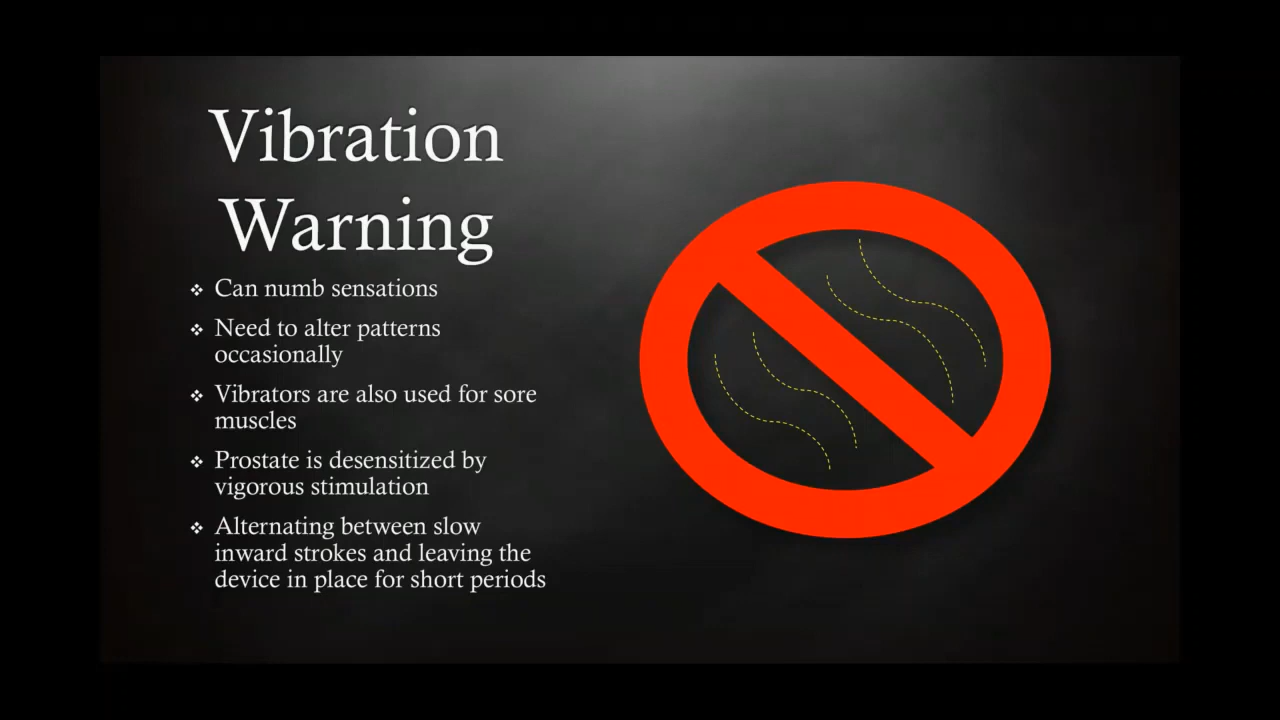 Vibration
Warning
❖ Can numb sensations
❖ Need to alter patterns
occasionally
❖ Vibrators are also used for sore
muscles
❖ Prostate is desensitized by
vigorous stimulation
❖ Alternating between slow
inward strokes and leaving the
device in place for short periods